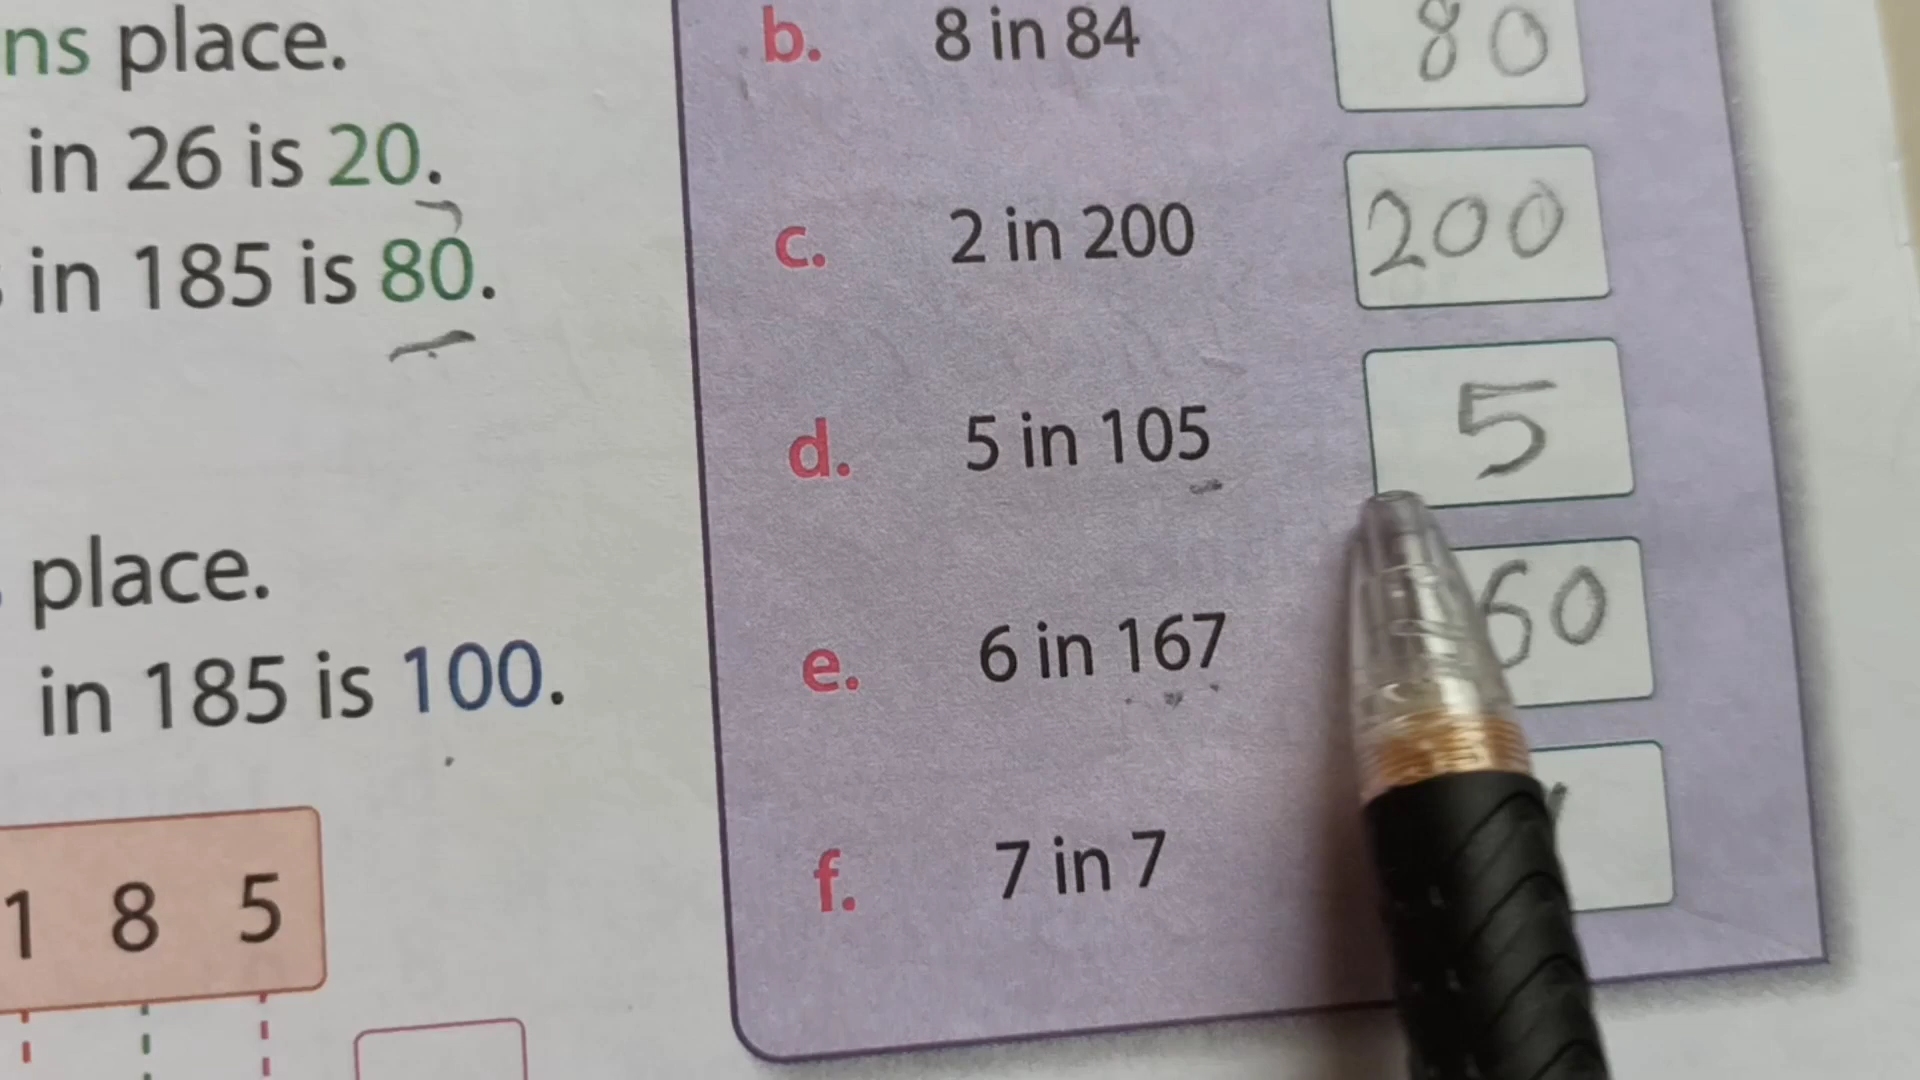 ns place.
in 26 is 20.
in 185 is 80.
place.
in 185 is 100.
1 8 5
b. 8 in 84 80
c. 2 in 200 200
d. 5 in 105 5
e. 6 in 167 60
f. 7 in 7